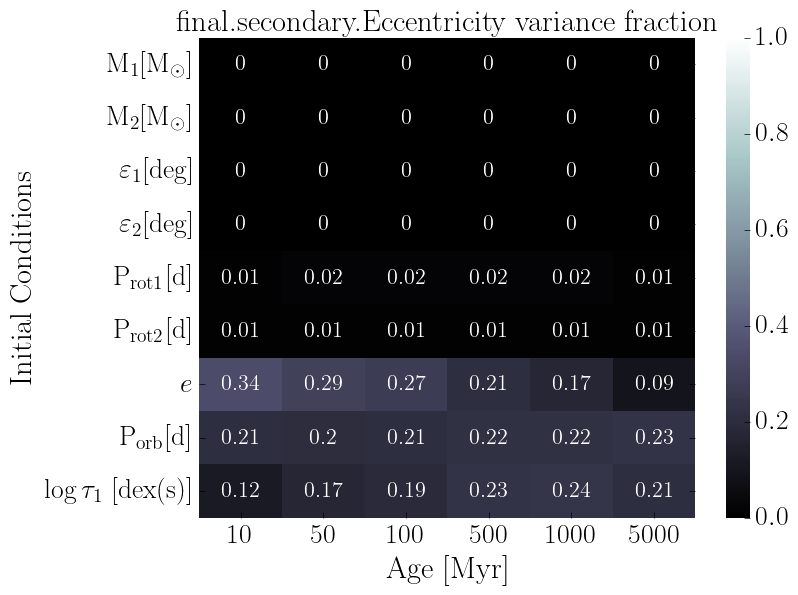 final.secondary.Eccentricity variance fraction
Initial Conditions
M₁[M☉] 0 0 0 0 0 0
M₂[M☉] 0 0 0 0 0 0
ε₁[deg] 0 0 0 0 0 0
ε₂[deg] 0 0 0 0 0 0
P_rot1[d] 0.01 0.02 0.02 0.02 0.02 0.01
P_rot2[d] 0.01 0.01 0.01 0.01 0.01 0.01
e 0.34 0.29 0.27 0.21 0.17 0.09
P_orb[d] 0.21 0.2 0.21 0.22 0.22 0.23
log τ₁ [dex(s)] 0.12 0.17 0.19 0.23 0.24 0.21
10 50 100 500 1000 5000
Age [Myr]
1.0
0.8
0.6
0.4
0.2
0.0